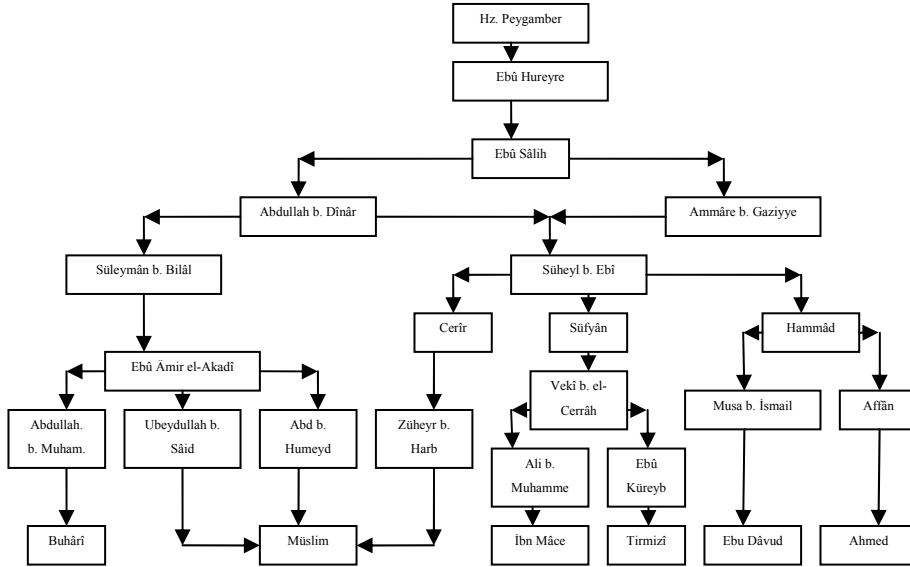 Hz. Peygamber
Ebû Hureyre
Ebû Sâlih
Abdullah b. Dînâr
Ammâre b. Gaziyye
Süleymân b. Bilâl
Süheyl b. Ebî
Cerîr
Süfyân
Hammâd
Ebû Âmir el-Akadî
Vekî b. el-
Cerrâh
Musa b. İsmail
Affân
Abdullah.
b. Muham.
Ubeydullah b.
Sâid
Abd b.
Humeyd
Züheyr b.
Harb
Ali b.
Muhamme
Ebû
Küreyb
Buhârî
Müslim
İbn Mâce
Tirmizî
Ebu Dâvud
Ahmed